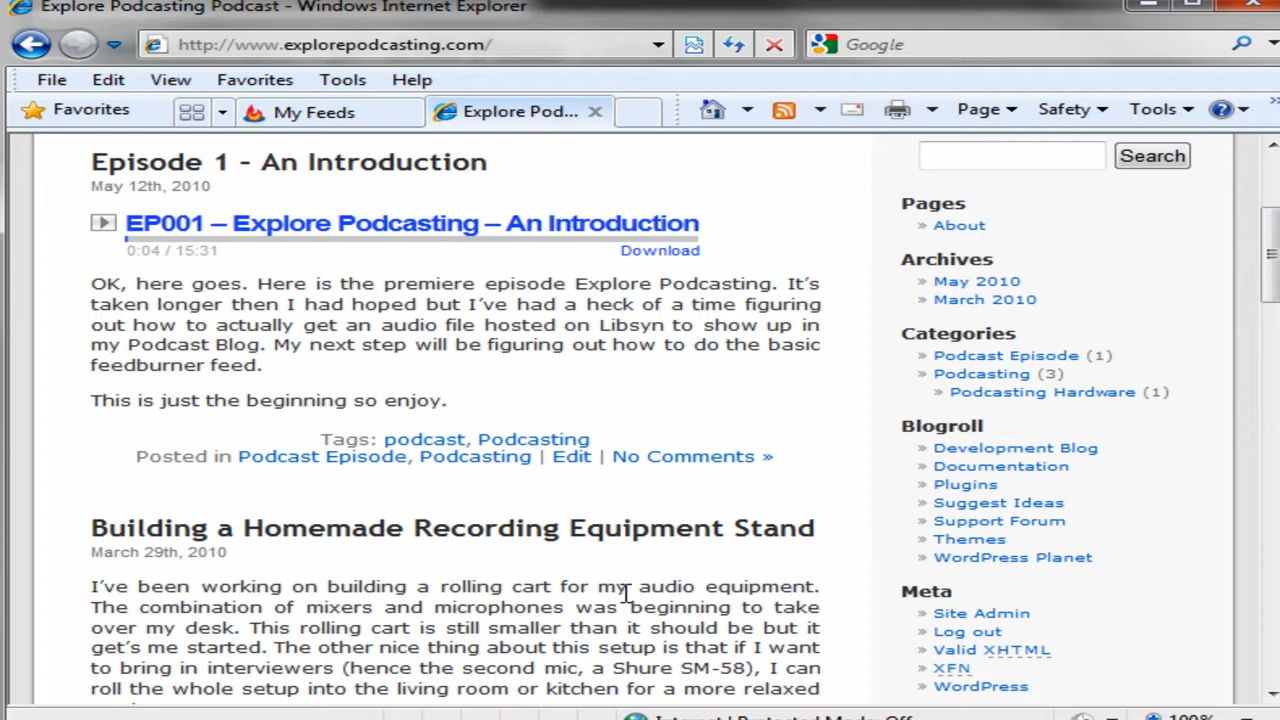 Explore Podcasting Podcast - Windows Internet Explorer
http://www.explorepodcasting.com/
Google
File Edit View Favorites Tools Help
Favorites
My Feeds
Explore Pod...
Page Safety Tools
Episode 1 - An Introduction
May 12th, 2010
EP001 – Explore Podcasting – An Introduction
0:04 / 15:31
Download
OK, here goes. Here is the premiere episode Explore Podcasting. It's
taken longer then I had hoped but I've had a heck of a time figuring
out how to actually get an audio file hosted on Libsyn to show up in
my Podcast Blog. My next step will be figuring out how to do the basic
feedburner feed.
This is just the beginning so enjoy.
Tags: podcast, Podcasting
Posted in Podcast Episode, Podcasting | Edit | No Comments »
Building a Homemade Recording Equipment Stand
March 29th, 2010
I've been working on building a rolling cart for my audio equipment.
The combination of mixers and microphones was beginning to take
over my desk. This rolling cart is still smaller than it should be but it
get's me started. The other nice thing about this setup is that if I want
to bring in interviewers (hence the second mic, a Shure SM-58), I can
roll the whole setup into the living room or kitchen for a more relaxed
Search
Pages
» About
Archives
» May 2010
» March 2010
Categories
» Podcast Episode (1)
» Podcasting (3)
» Podcasting Hardware (1)
Blogroll
» Development Blog
» Documentation
» Plugins
» Suggest Ideas
» Support Forum
» Themes
» WordPress Planet
Meta
» Site Admin
» Log out
» Valid XHTML
» XFN
» WordPress
Internet | Protected Mode: Off
100%